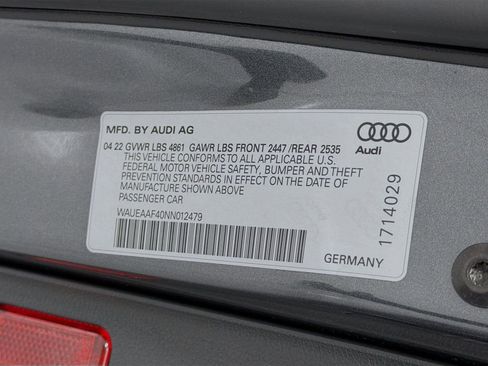 MFD. BY AUDI AG
04 22 GVWR LBS 4861 GAWR LBS FRONT 2447 /REAR 2535
THIS VEHICLE CONFORMS TO ALL APPLICABLE U.S.
FEDERAL MOTOR VEHICLE SAFETY, BUMPER AND THEFT
PREVENTION STANDARDS IN EFFECT ON THE DATE OF
MANUFACTURE SHOWN ABOVE
PASSENGER CAR
WAUEAAF40NN012479
Audi
1714029
GERMANY